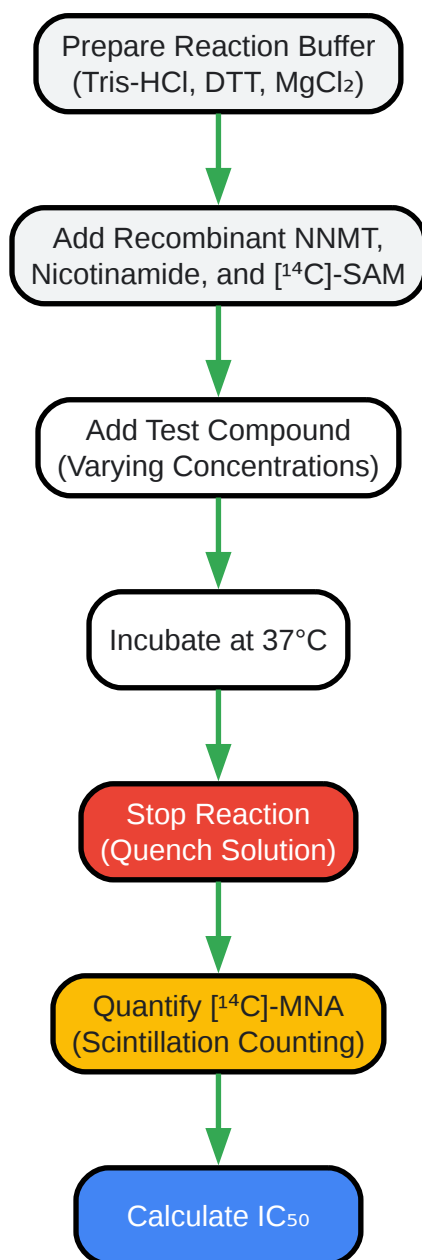 Prepare Reaction Buffer
(Tris-HCl, DTT, MgCl₂)
Add Recombinant NNMT,
Nicotinamide, and [¹⁴C]-SAM
Add Test Compound
(Varying Concentrations)
Incubate at 37°C
Stop Reaction
(Quench Solution)
Quantify [¹⁴C]-MNA
(Scintillation Counting)
Calculate IC₅₀